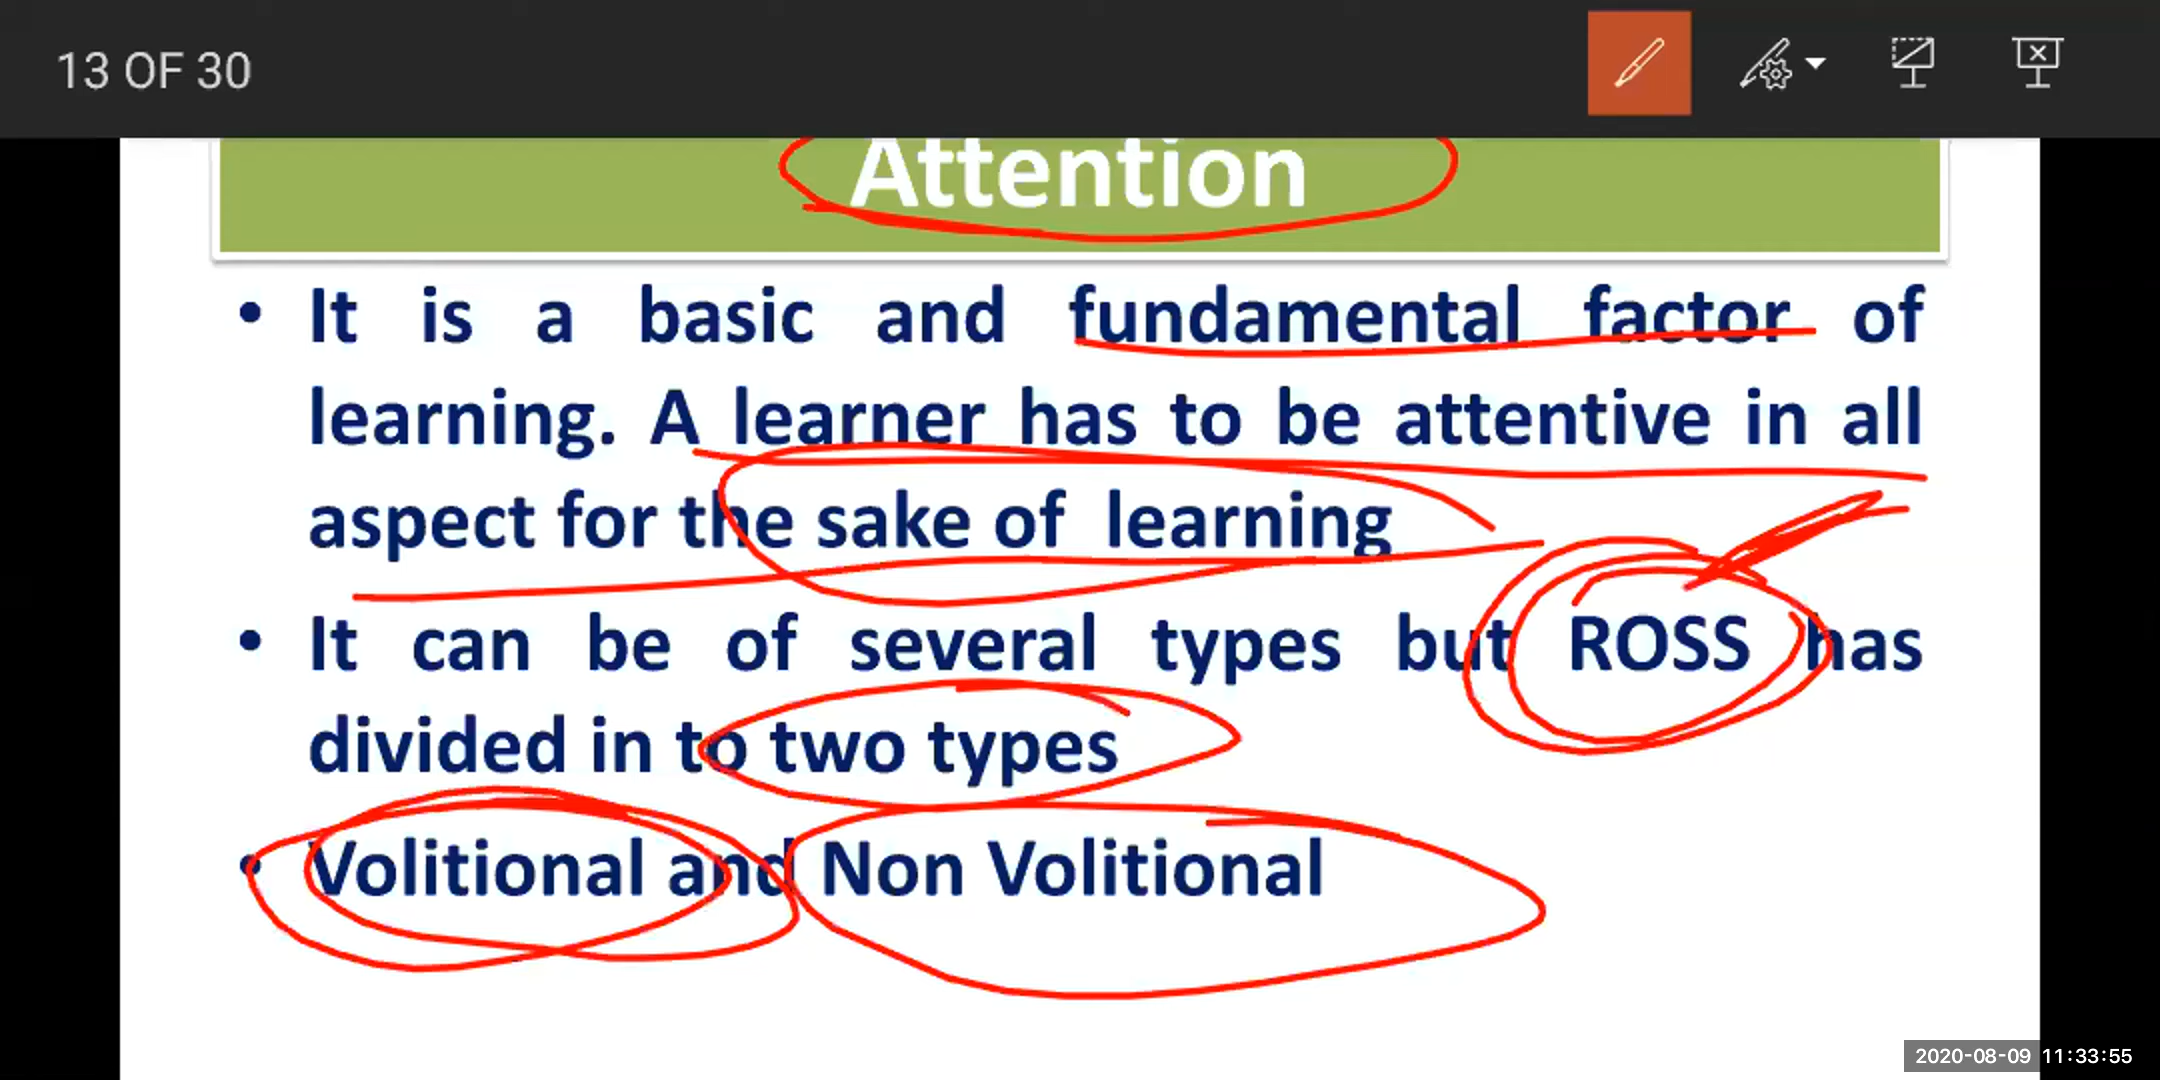 13 OF 30
Attention
• It is a basic and fundamental factor of
learning. A learner has to be attentive in all
aspect for the sake of learning
• It can be of several types but ROSS has
divided in to two types
• Volitional and Non Volitional
2020-08-09 11:33:55